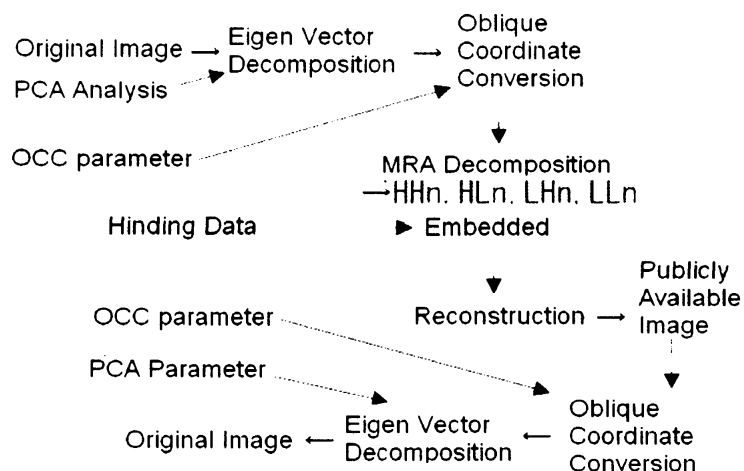 Original Image
Eigen Vector
Decomposition
Oblique
Coordinate
Conversion
PCA Analysis
OCC parameter
MRA Decomposition
HHn, HLn, LHn, LLn
Hinding Data
Embedded
Publicly
Available
Image
OCC parameter
Reconstruction
PCA Parameter
Oblique
Coordinate
Conversion
Eigen Vector
Decomposition
Original Image